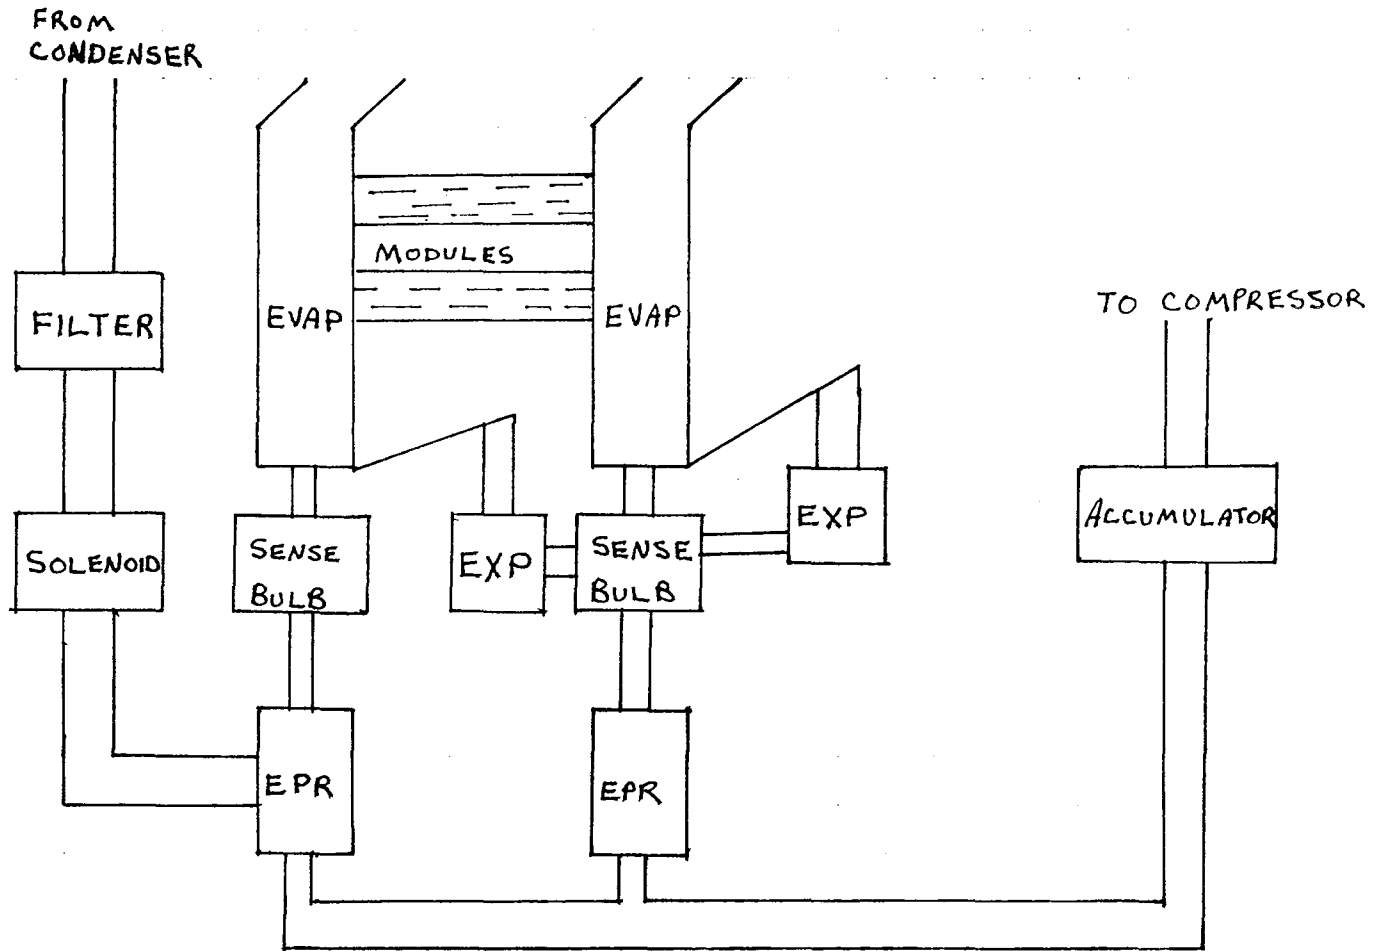 FROM
CONDENSER
MODULES
FILTER
EVAP
EVAP
TO COMPRESSOR
SOLENOID
SENSE
BULB
EXP
SENSE
BULB
EXP
ACCUMULATOR
EPR
EPR